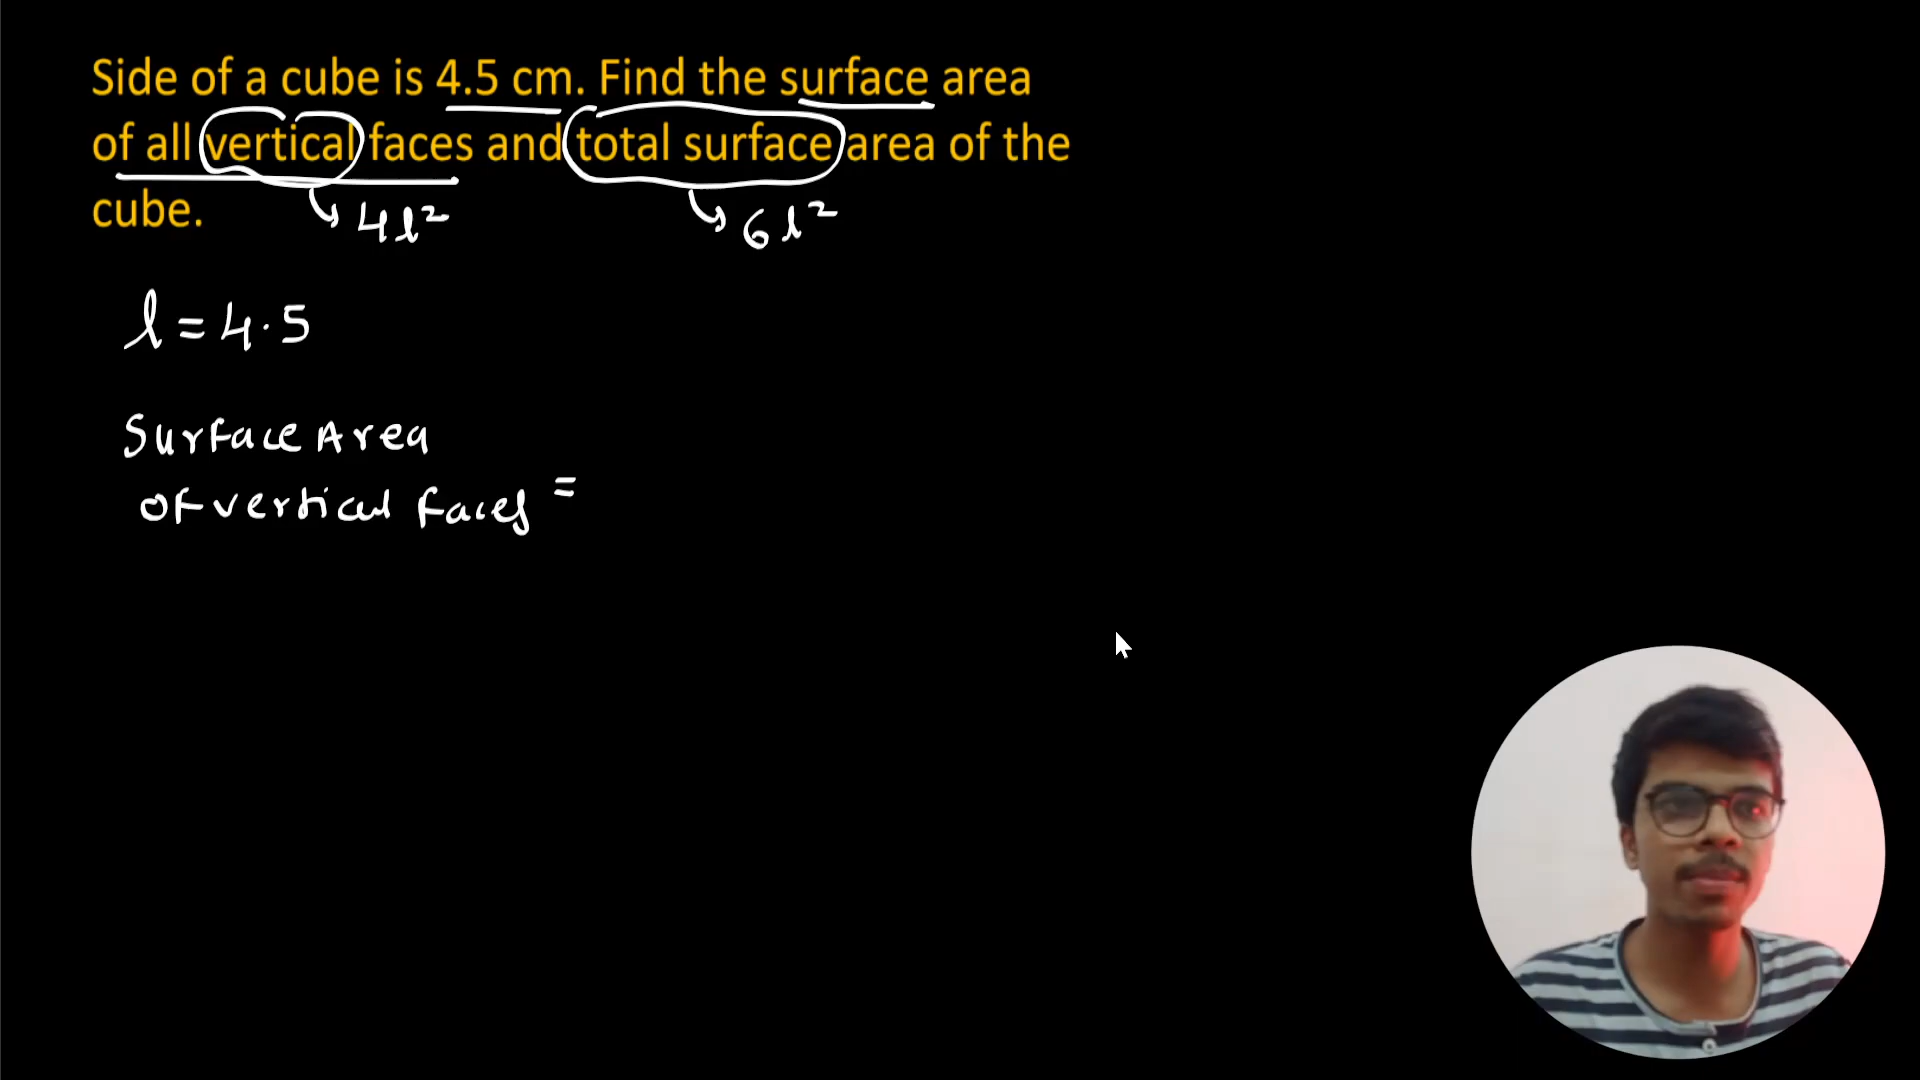 Side of a cube is 4.5 cm. Find the surface area
of all vertical faces and total surface area of the
cube.
4l²
6l²
l = 4.5
Surface Area
of vertical faces =